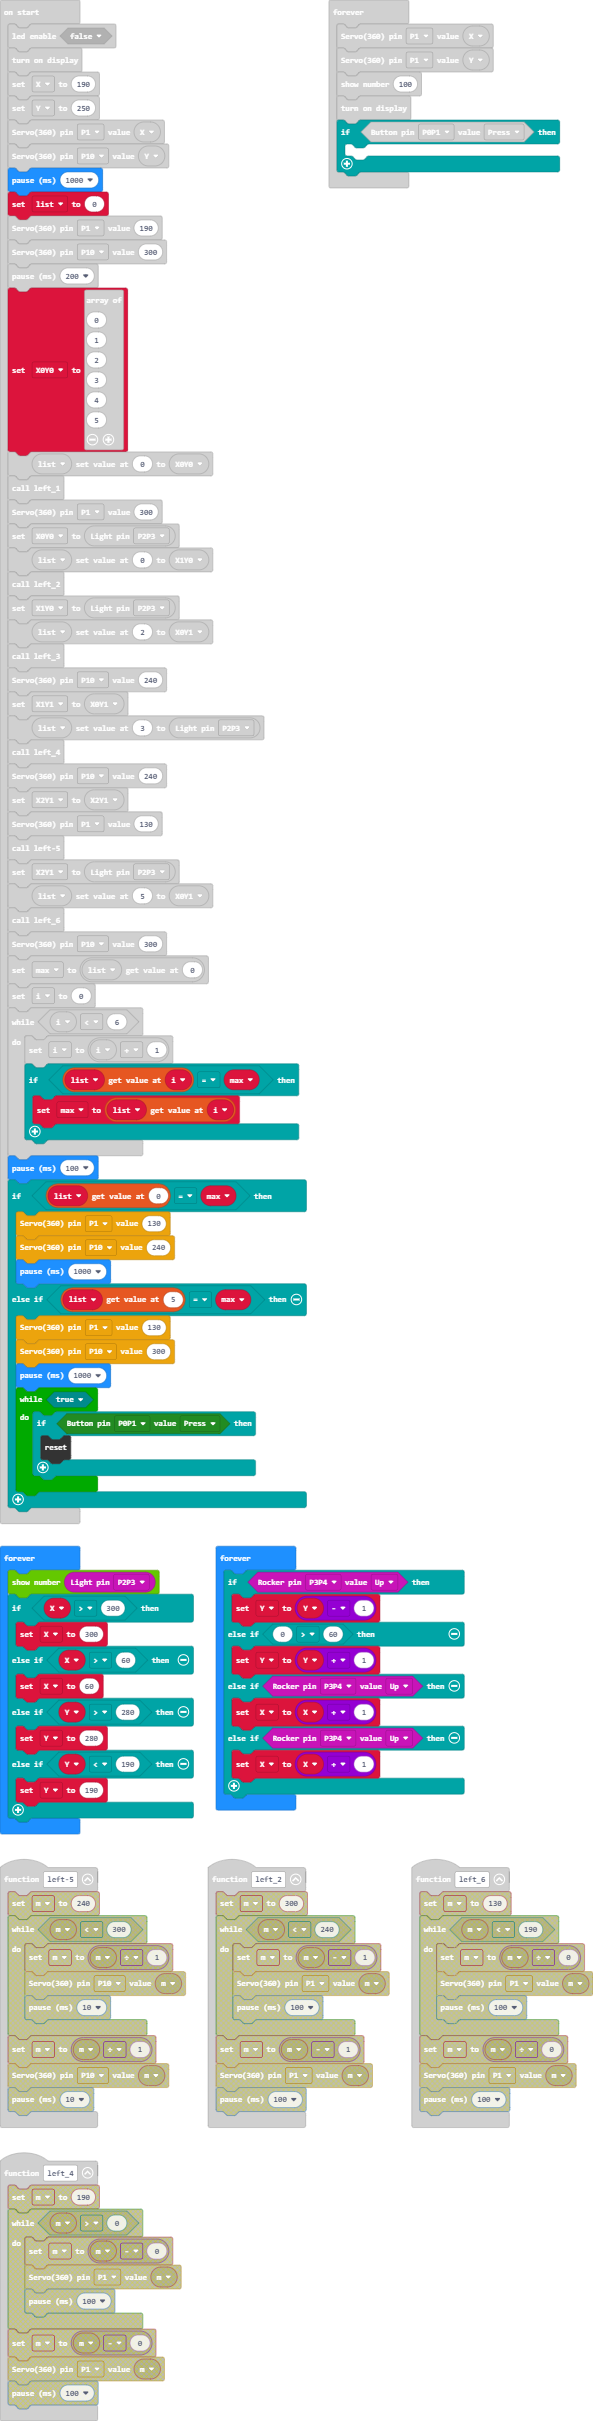 on start
led enable false
turn on display
set X to 190
set Y to 250
Servo(360) pin P1 value X
Servo(360) pin P10 value Y
pause (ms) 1000
set list to 0
Servo(360) pin P1 value 190
Servo(360) pin P10 value 300
pause (ms) 200
set X0Y0 to array of
0
1
2
3
4
5
list set value at 0 to X0Y0
call left_1
Servo(360) pin P1 value 300
set X0Y0 to Light pin P2P3
list set value at 0 to X1Y0
call left_2
set X1Y0 to Light pin P2P3
list set value at 2 to X0Y1
call left_3
Servo(360) pin P10 value 240
set X1Y1 to X0Y1
list set value at 3 to Light pin P2P3
call left_4
Servo(360) pin P10 value 240
set X2Y1 to X2Y1
Servo(360) pin P1 value 130
call left-5
set X2Y1 to Light pin P2P3
list set value at 5 to X0Y1
call left_6
Servo(360) pin P10 value 300
set max to list get value at 0
set i to 0
while i < 6
do
set i to i + 1
if list get value at i = max then
set max to list get value at i
pause (ms) 100
if list get value at 0 = max then
Servo(360) pin P1 value 130
Servo(360) pin P10 value 240
pause (ms) 1000
else if list get value at 5 = max then
Servo(360) pin P1 value 130
Servo(360) pin P10 value 300
pause (ms) 1000
while true
do
if Button pin P0P1 value Press then
reset
forever
Servo(360) pin P1 value X
Servo(360) pin P1 value Y
show number 100
turn on display
if Button pin P0P1 value Press then
forever
show number Light pin P2P3
if X > 300 then
set X to 300
else if X > 60 then
set X to 60
else if Y > 280 then
set Y to 280
else if Y < 190 then
set Y to 190
forever
if Rocker pin P3P4 value Up then
set Y to Y - 1
else if 0 > 60 then
set Y to Y + 1
else if Rocker pin P3P4 value Up then
set X to X + 1
else if Rocker pin P3P4 value Up then
set X to X + 1
function left-5
set m to 240
while m < 300
do
set m to m + 1
Servo(360) pin P10 value m
pause (ms) 10
set m to m + 1
Servo(360) pin P10 value m
pause (ms) 10
function left_2
set m to 300
while m < 240
do
set m to m - 1
Servo(360) pin P1 value m
pause (ms) 100
set m to m - 1
Servo(360) pin P1 value m
pause (ms) 100
function left_6
set m to 130
while m < 190
do
set m to m + 0
Servo(360) pin P1 value m
pause (ms) 100
set m to m + 0
Servo(360) pin P1 value m
pause (ms) 100
function left_4
set m to 190
while m > 0
do
set m to m - 0
Servo(360) pin P1 value m
pause (ms) 100
set m to m - 0
Servo(360) pin P1 value m
pause (ms) 100